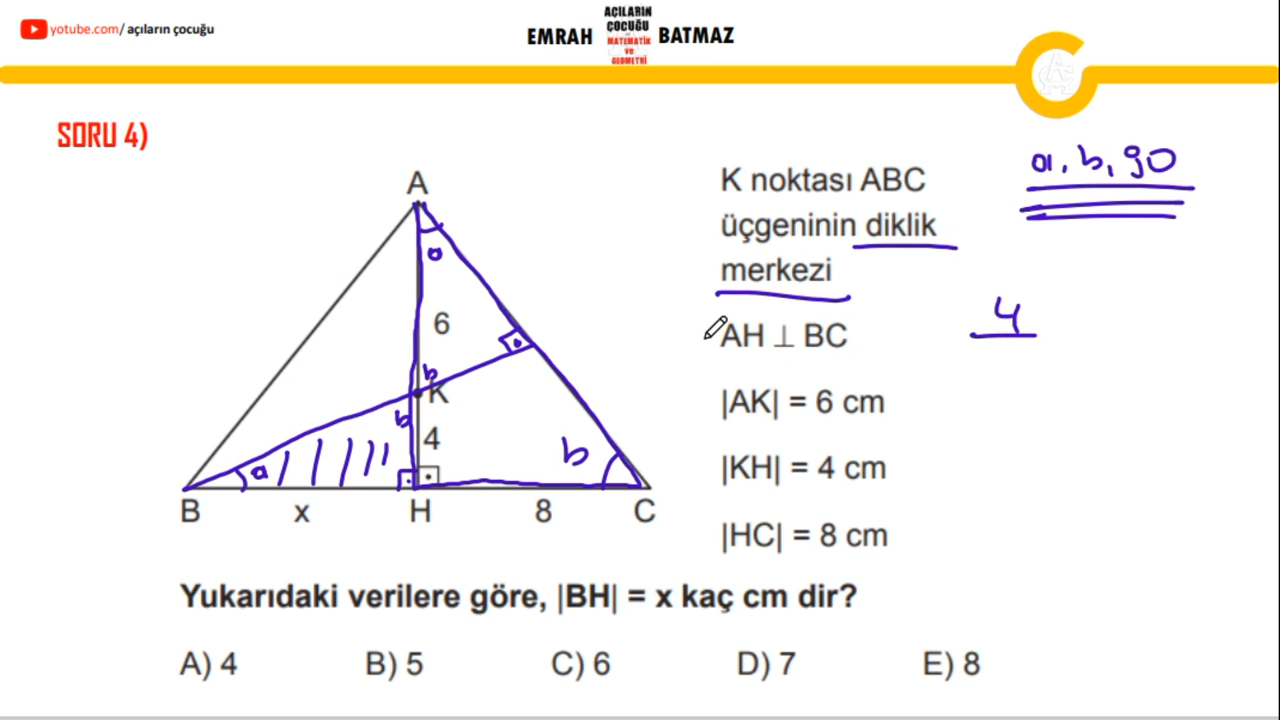 yotube.com/ açıların çocuğu
EMRAH
AÇILARIN
ÇOCUĞU
MATEMATİK
ve
GEOMETRİ
BATMAZ
SORU 4)
A
a
6
b
K
b
4
a
b
B
x
H
8
C
K noktası ABC
üçgeninin diklik
merkezi
AH ⊥ BC
|AK| = 6 cm
|KH| = 4 cm
|HC| = 8 cm
a, b, 90
4
Yukarıdaki verilere göre, |BH| = x kaç cm dir?
A) 4 B) 5 C) 6 D) 7 E) 8